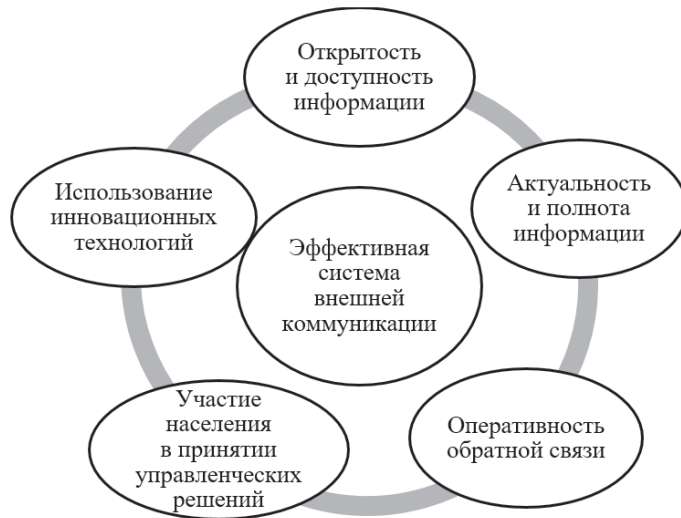 Открытость
и доступность
информации
Актуальность
и полнота
информации
Оперативность
обратной связи
Участие
населения
в принятии
управленческих
решений
Использование
инновационных
технологий
Эффективная
система
внешней
коммуникации